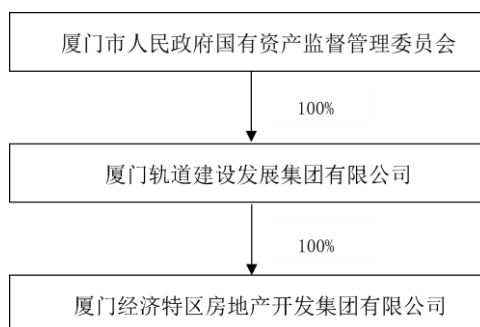 厦门市人民政府国有资产监督管理委员会
100%
厦门轨道建设发展集团有限公司
100%
厦门经济特区房地产开发集团有限公司